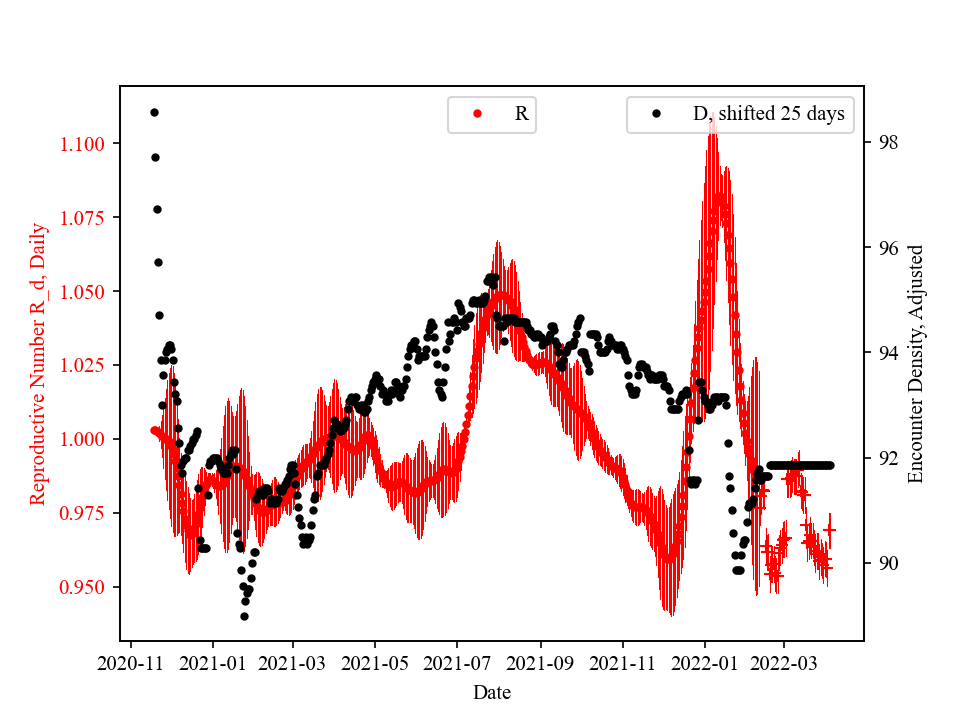 R
D, shifted 25 days
Reproductive Number R_d, Daily
1.100
1.075
1.050
1.025
1.000
0.975
0.950
98
96
94
92
90
Encounter Density, Adjusted
2020-11 2021-01 2021-03 2021-05 2021-07 2021-09 2021-11 2022-01 2022-03
Date